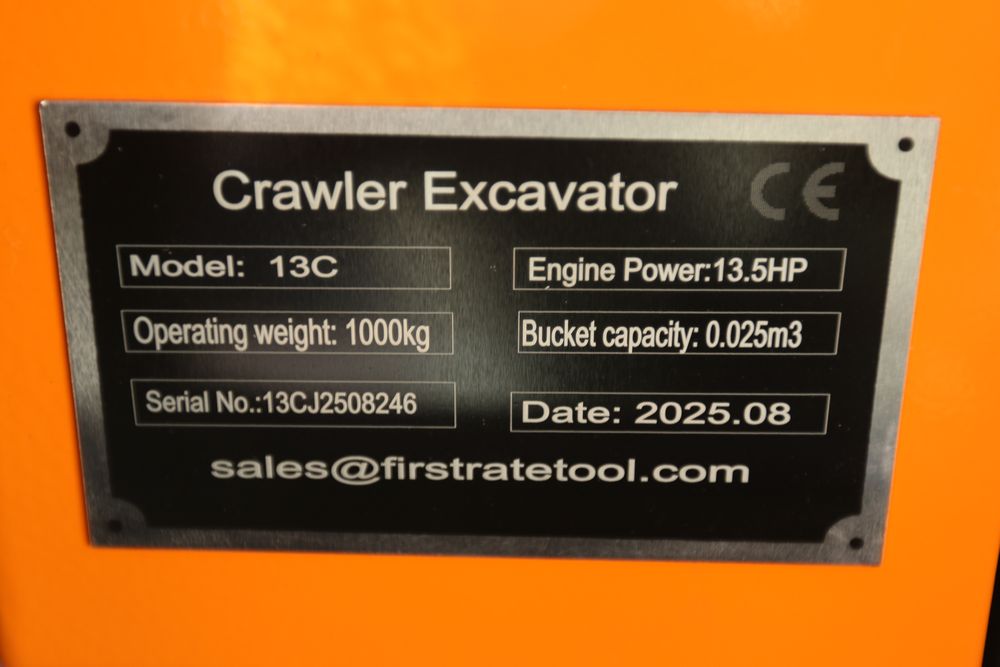 Crawler Excavator CE
Model: 13C
Engine Power:13.5HP
Operating weight: 1000kg
Bucket capacity: 0.025m3
Serial No.:13CJ2508246
Date: 2025.08
sales@firstratetool.com